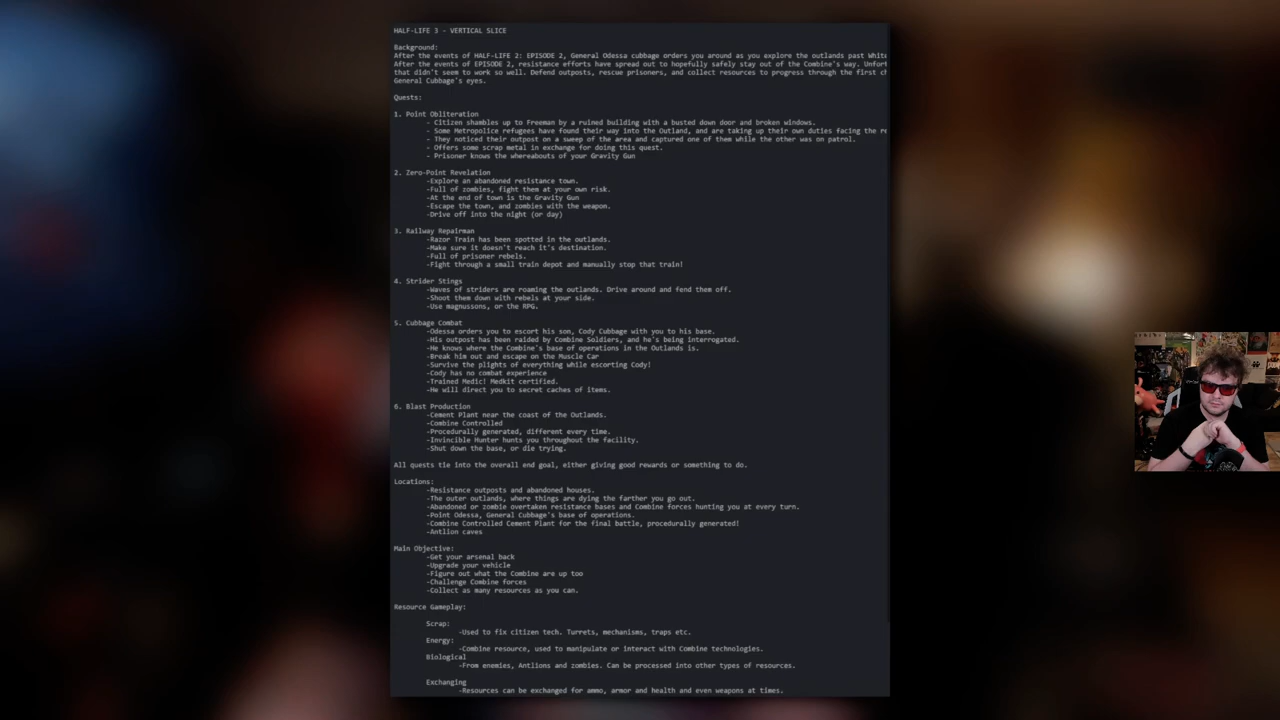 HALF-LIFE 3 - VERTICAL SLICE
Background:
After the events of HALF-LIFE 2: EPISODE 2, General Odessa cubbage orders you around as you explore the outlands past White
After the events of EPISODE 2, resistance efforts have spread out to hopefully safely stay out of the Combine's way. Unfor
that didn't seem to work so well. Defend outposts, rescue prisoners, and collect resources to progress through the first c
General Cubbage's eyes.
Quests:
1. Point Obliteration
- Citizen shambles up to Freeman by a ruined building with a busted down door and broken windows.
- Some Metropolice refugees have found their way into the Outland, and are taking up their own duties facing the re
- They noticed their outpost on a sweep of the area and captured one of them while the other was on patrol.
- Offers some scrap metal in exchange for doing this quest.
- Prisoner knows the whereabouts of your Gravity Gun
2. Zero-Point Revelation
-Explore an abandoned resistance town.
-Full of zombies, fight them at your own risk.
-At the end of town is the Gravity Gun
-Escape the town, and zombies with the weapon.
-Drive off into the night (or day)
3. Railway Repairman
-Razor Train has been spotted in the outlands.
-Make sure it doesn't reach it's destination.
-Full of prisoner rebels.
-Fight through a small train depot and manually stop that train!
4. Strider Stings
-Waves of striders are roaming the outlands. Drive around and fend them off.
-Shoot them down with rebels at your side.
-Use magnussons, or the RPG.
5. Cubbage Combat
-Odessa orders you to escort his son, Cody Cubbage with you to his base.
-His outpost has been raided by Combine Soldiers, and he's being interrogated.
-He knows where the Combine's base of operations in the Outlands is.
-Break him out and escape on the Muscle Car
-Survive the plights of everything while escorting Cody!
-Cody has no combat experience
-Trained Medic! Medkit certified.
-He will direct you to secret caches of items.
6. Blast Production
-Cement Plant near the coast of the Outlands.
-Combine Controlled
-Procedurally generated, different every time.
-Invincible Hunter hunts you throughout the facility.
-Shut down the base, or die trying.
All quests tie into the overall end goal, either giving good rewards or something to do.
Locations:
-Resistance outposts and abandoned houses.
-The outer outlands, where things are dying the farther you go out.
-Abandoned or zombie overtaken resistance bases and Combine forces hunting you at every turn.
-Point Odessa, General Cubbage's base of operations.
-Combine Controlled Cement Plant for the final battle, procedurally generated!
-Antlion caves
Main Objective:
-Get your arsenal back
-Upgrade your vehicle
-Figure out what the Combine are up too
-Challenge Combine forces
-Collect as many resources as you can.
Resource Gameplay:
Scrap:
-Used to fix citizen tech. Turrets, mechanisms, traps etc.
Energy:
-Combine resource, used to manipulate or interact with Combine technologies.
Biological
-From enemies, Antlions and zombies. Can be processed into other types of resources.
Exchanging
-Resources can be exchanged for ammo, armor and health and even weapons at times.